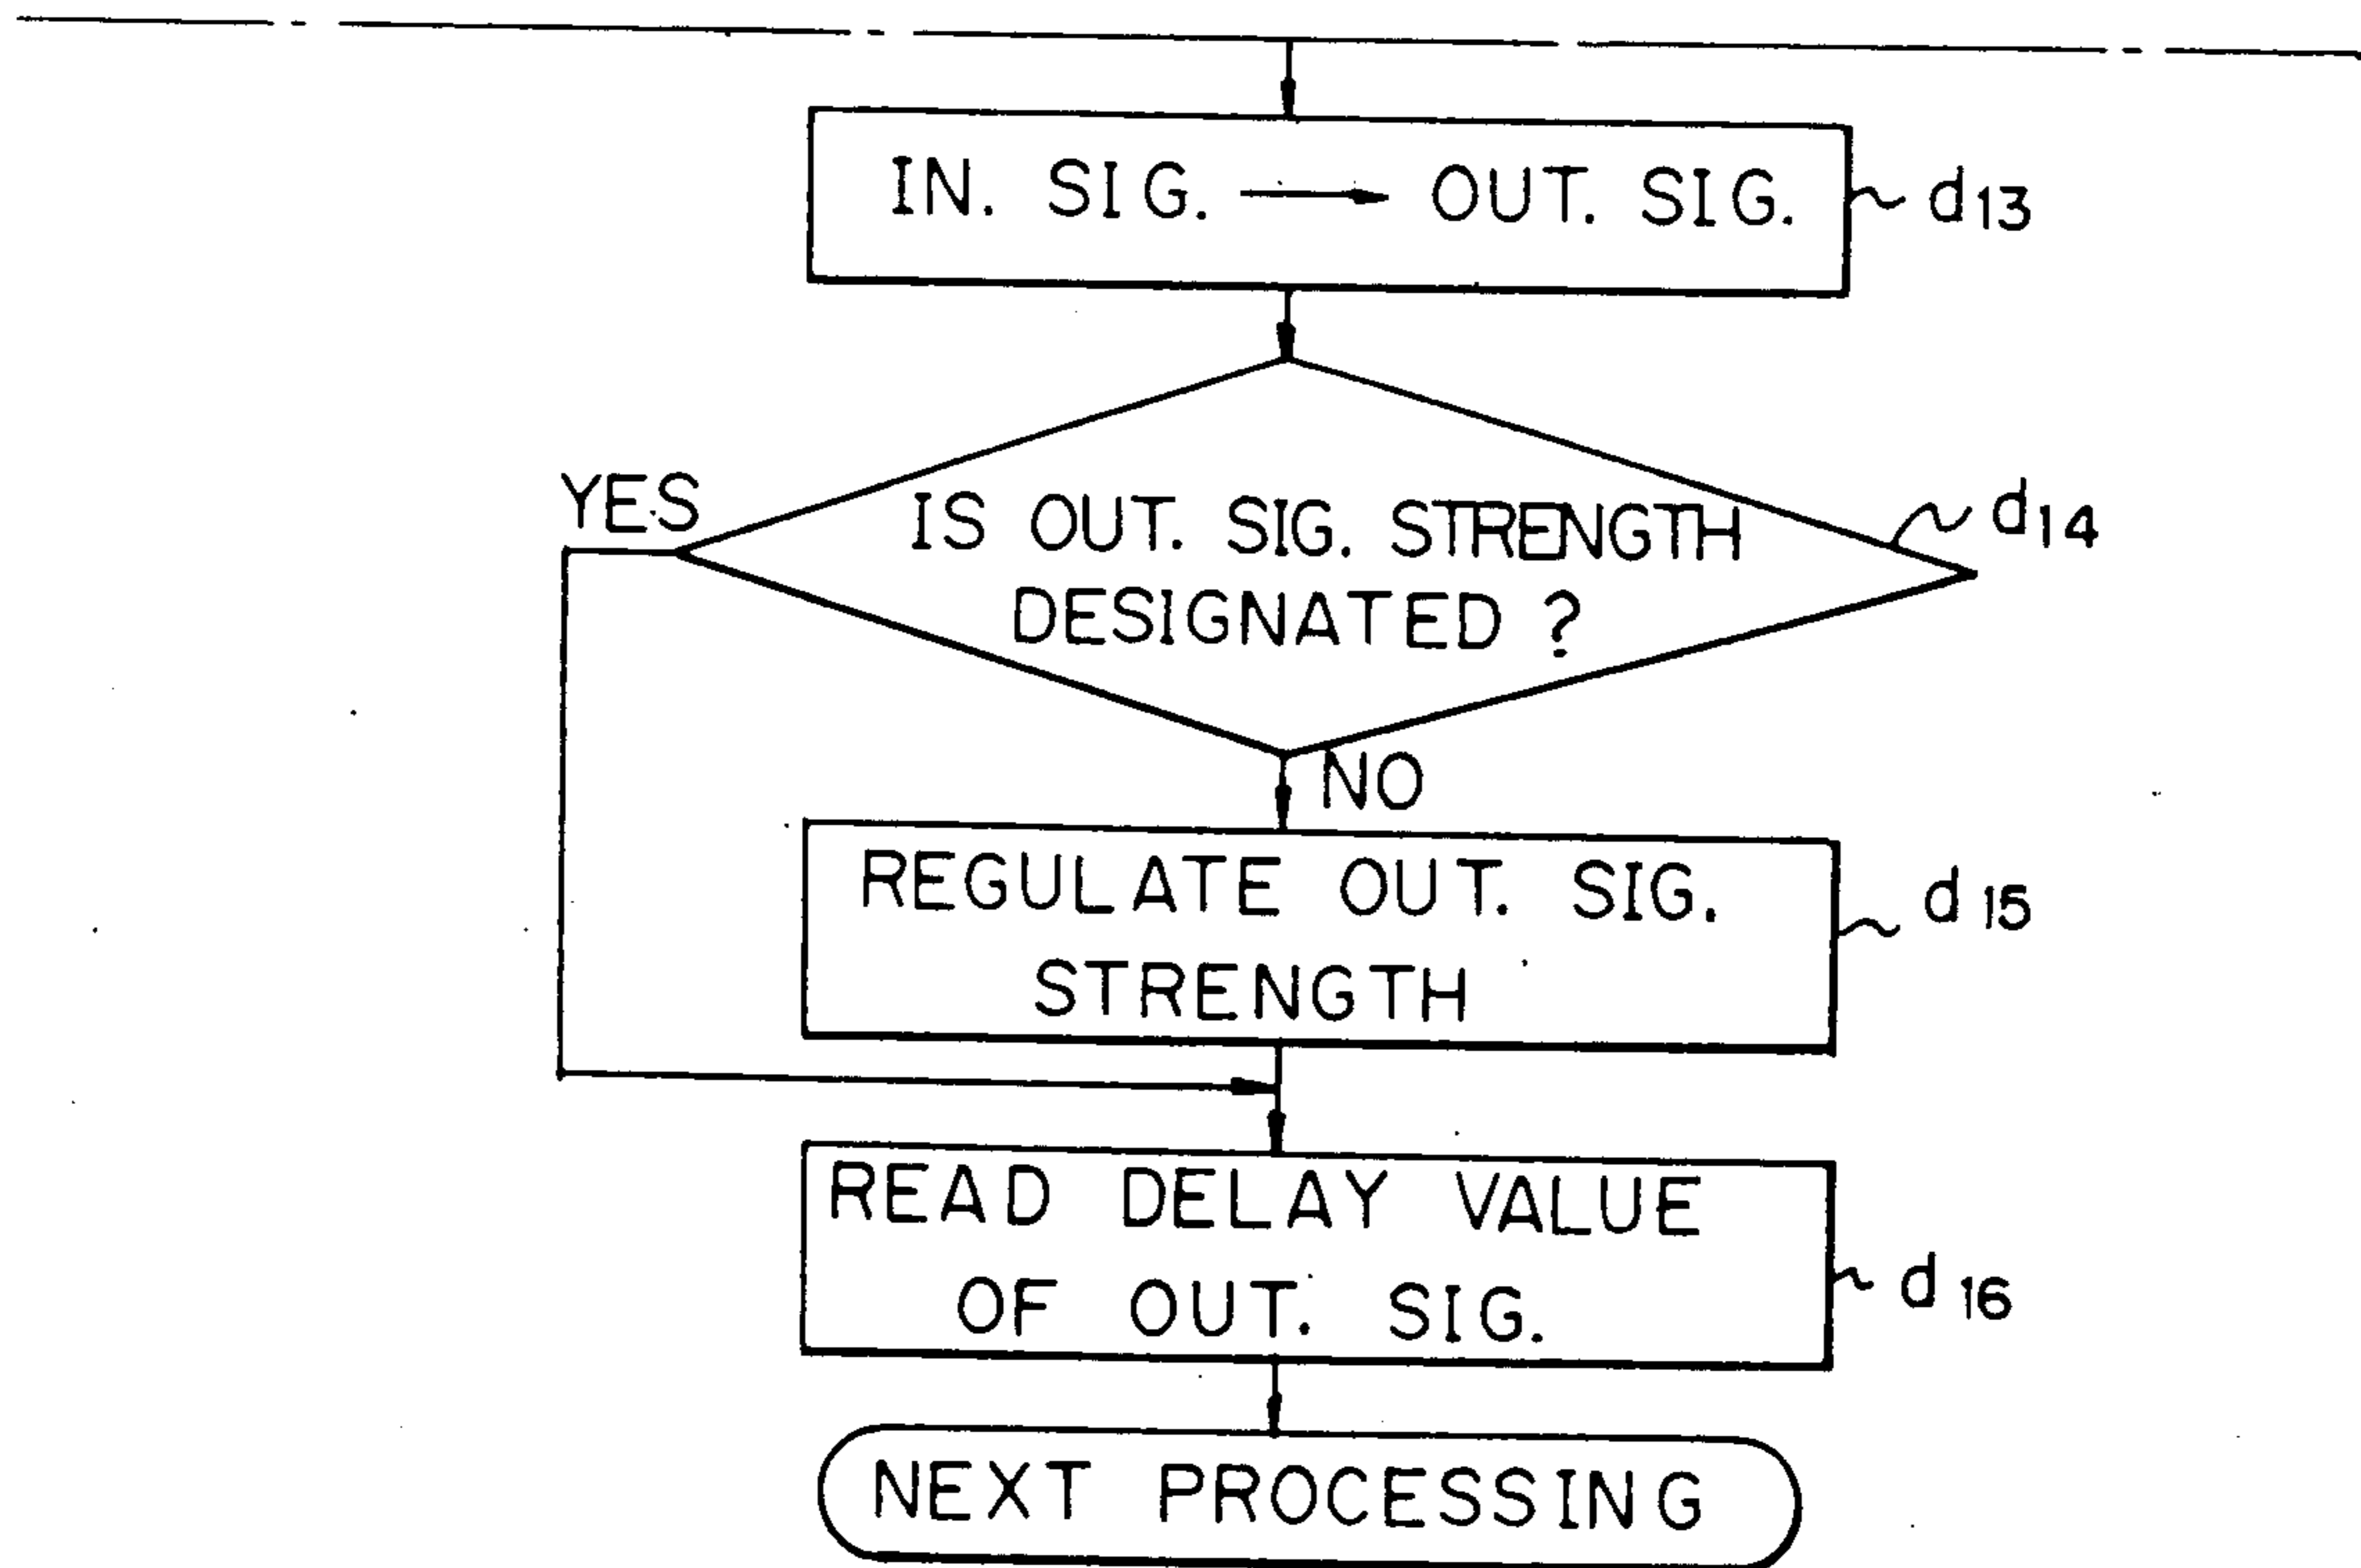 IN. SIG. → OUT. SIG.
d13
YES
IS OUT. SIG. STRENGTH
DESIGNATED ?
d14
NO
REGULATE OUT. SIG.
STRENGTH
d15
READ DELAY VALUE
OF OUT. SIG.
d16
NEXT PROCESSING